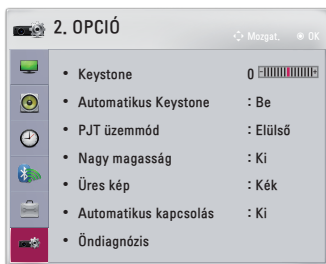 2. OPCIÓ
Mozgat. OK
• Keystone 0 - +
• Automatikus Keystone : Be
• PJT üzemmód : Elülső
• Nagy magasság : Ki
• Üres kép : Kék
• Automatikus kapcsolás : Ki
• Öndiagnózis